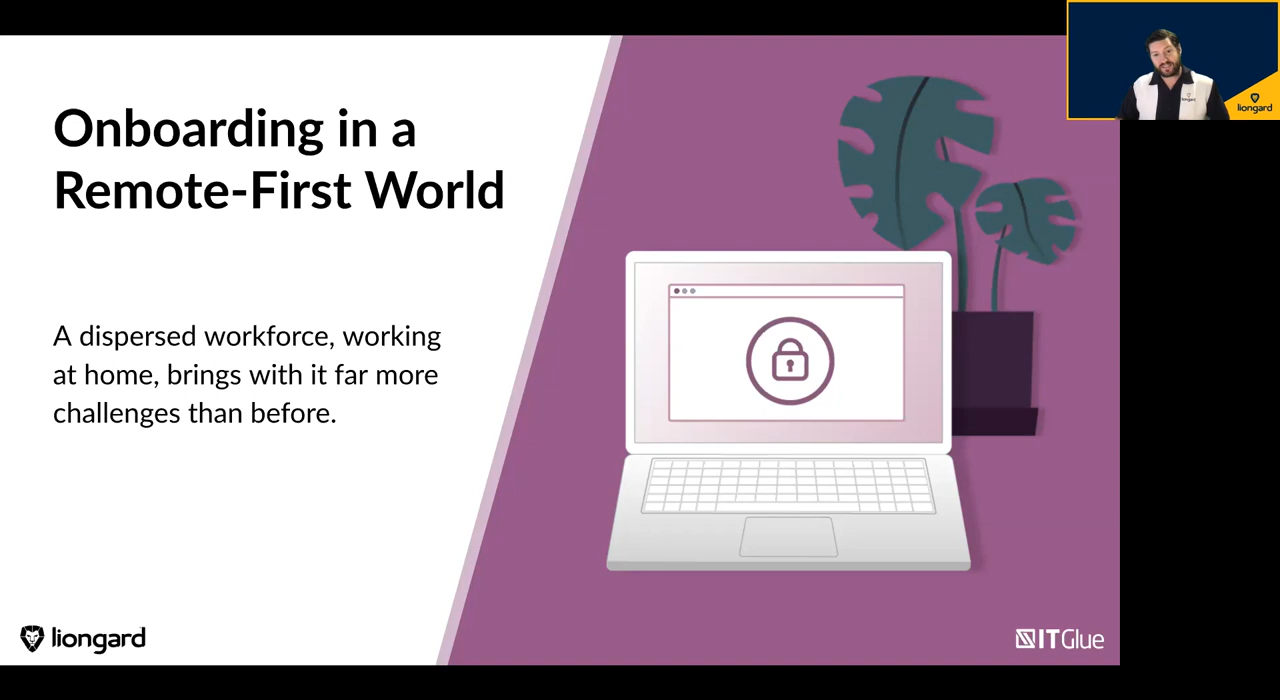 Onboarding in a
Remote-First World
A dispersed workforce, working
at home, brings with it far more
challenges than before.
liongard
ITGlue
liongard
liongard